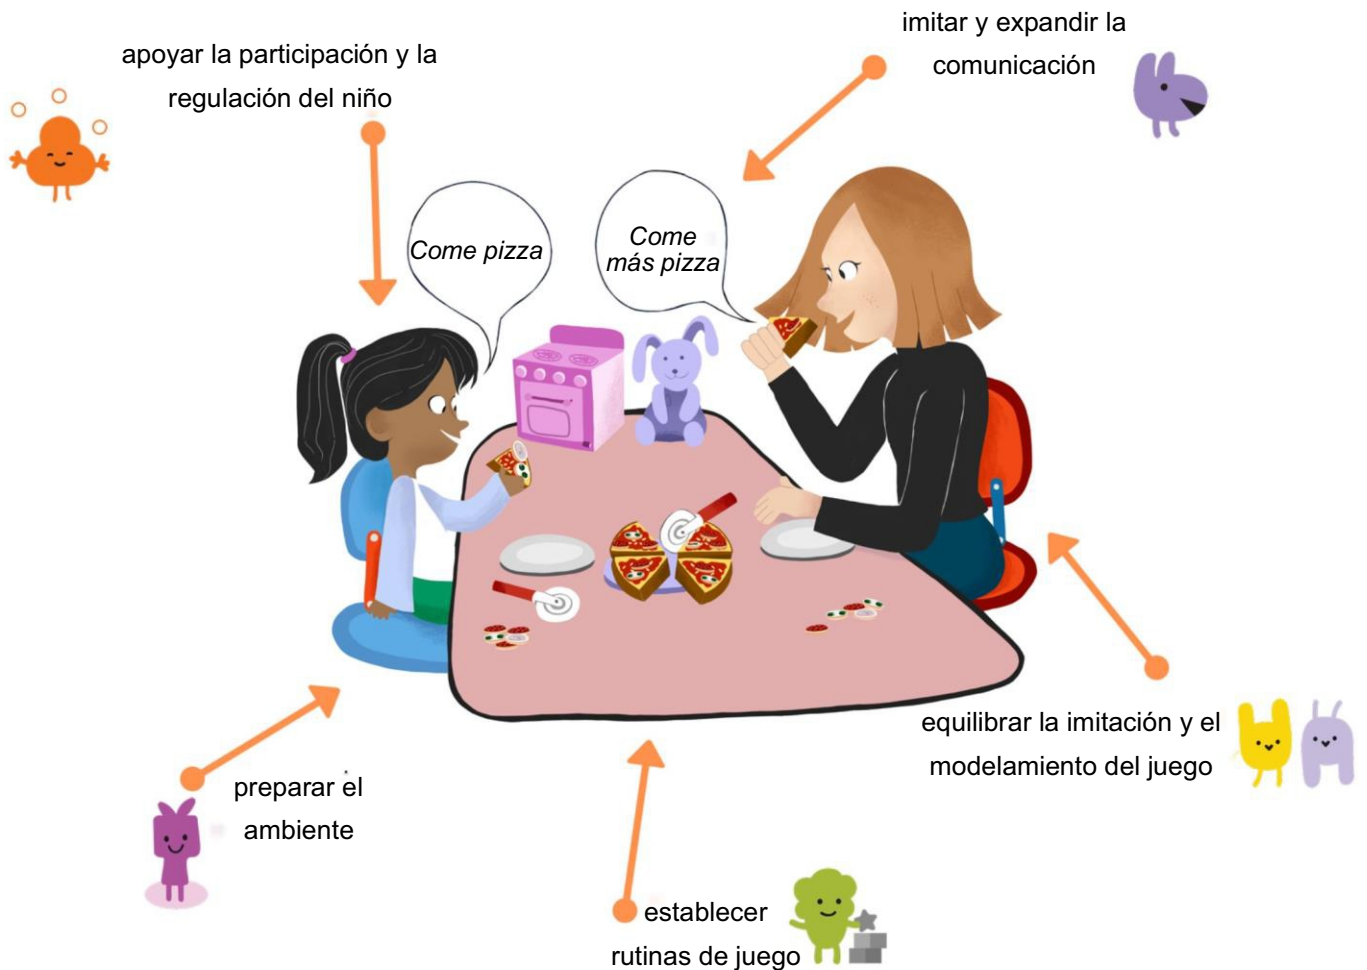 imitar y expandir la
comunicación
apoyar la participación y la
regulación del niño
Come pizza
Come
más pizza
equilibrar la imitación y el
modelamiento del juego
preparar el
ambiente
establecer
rutinas de juego